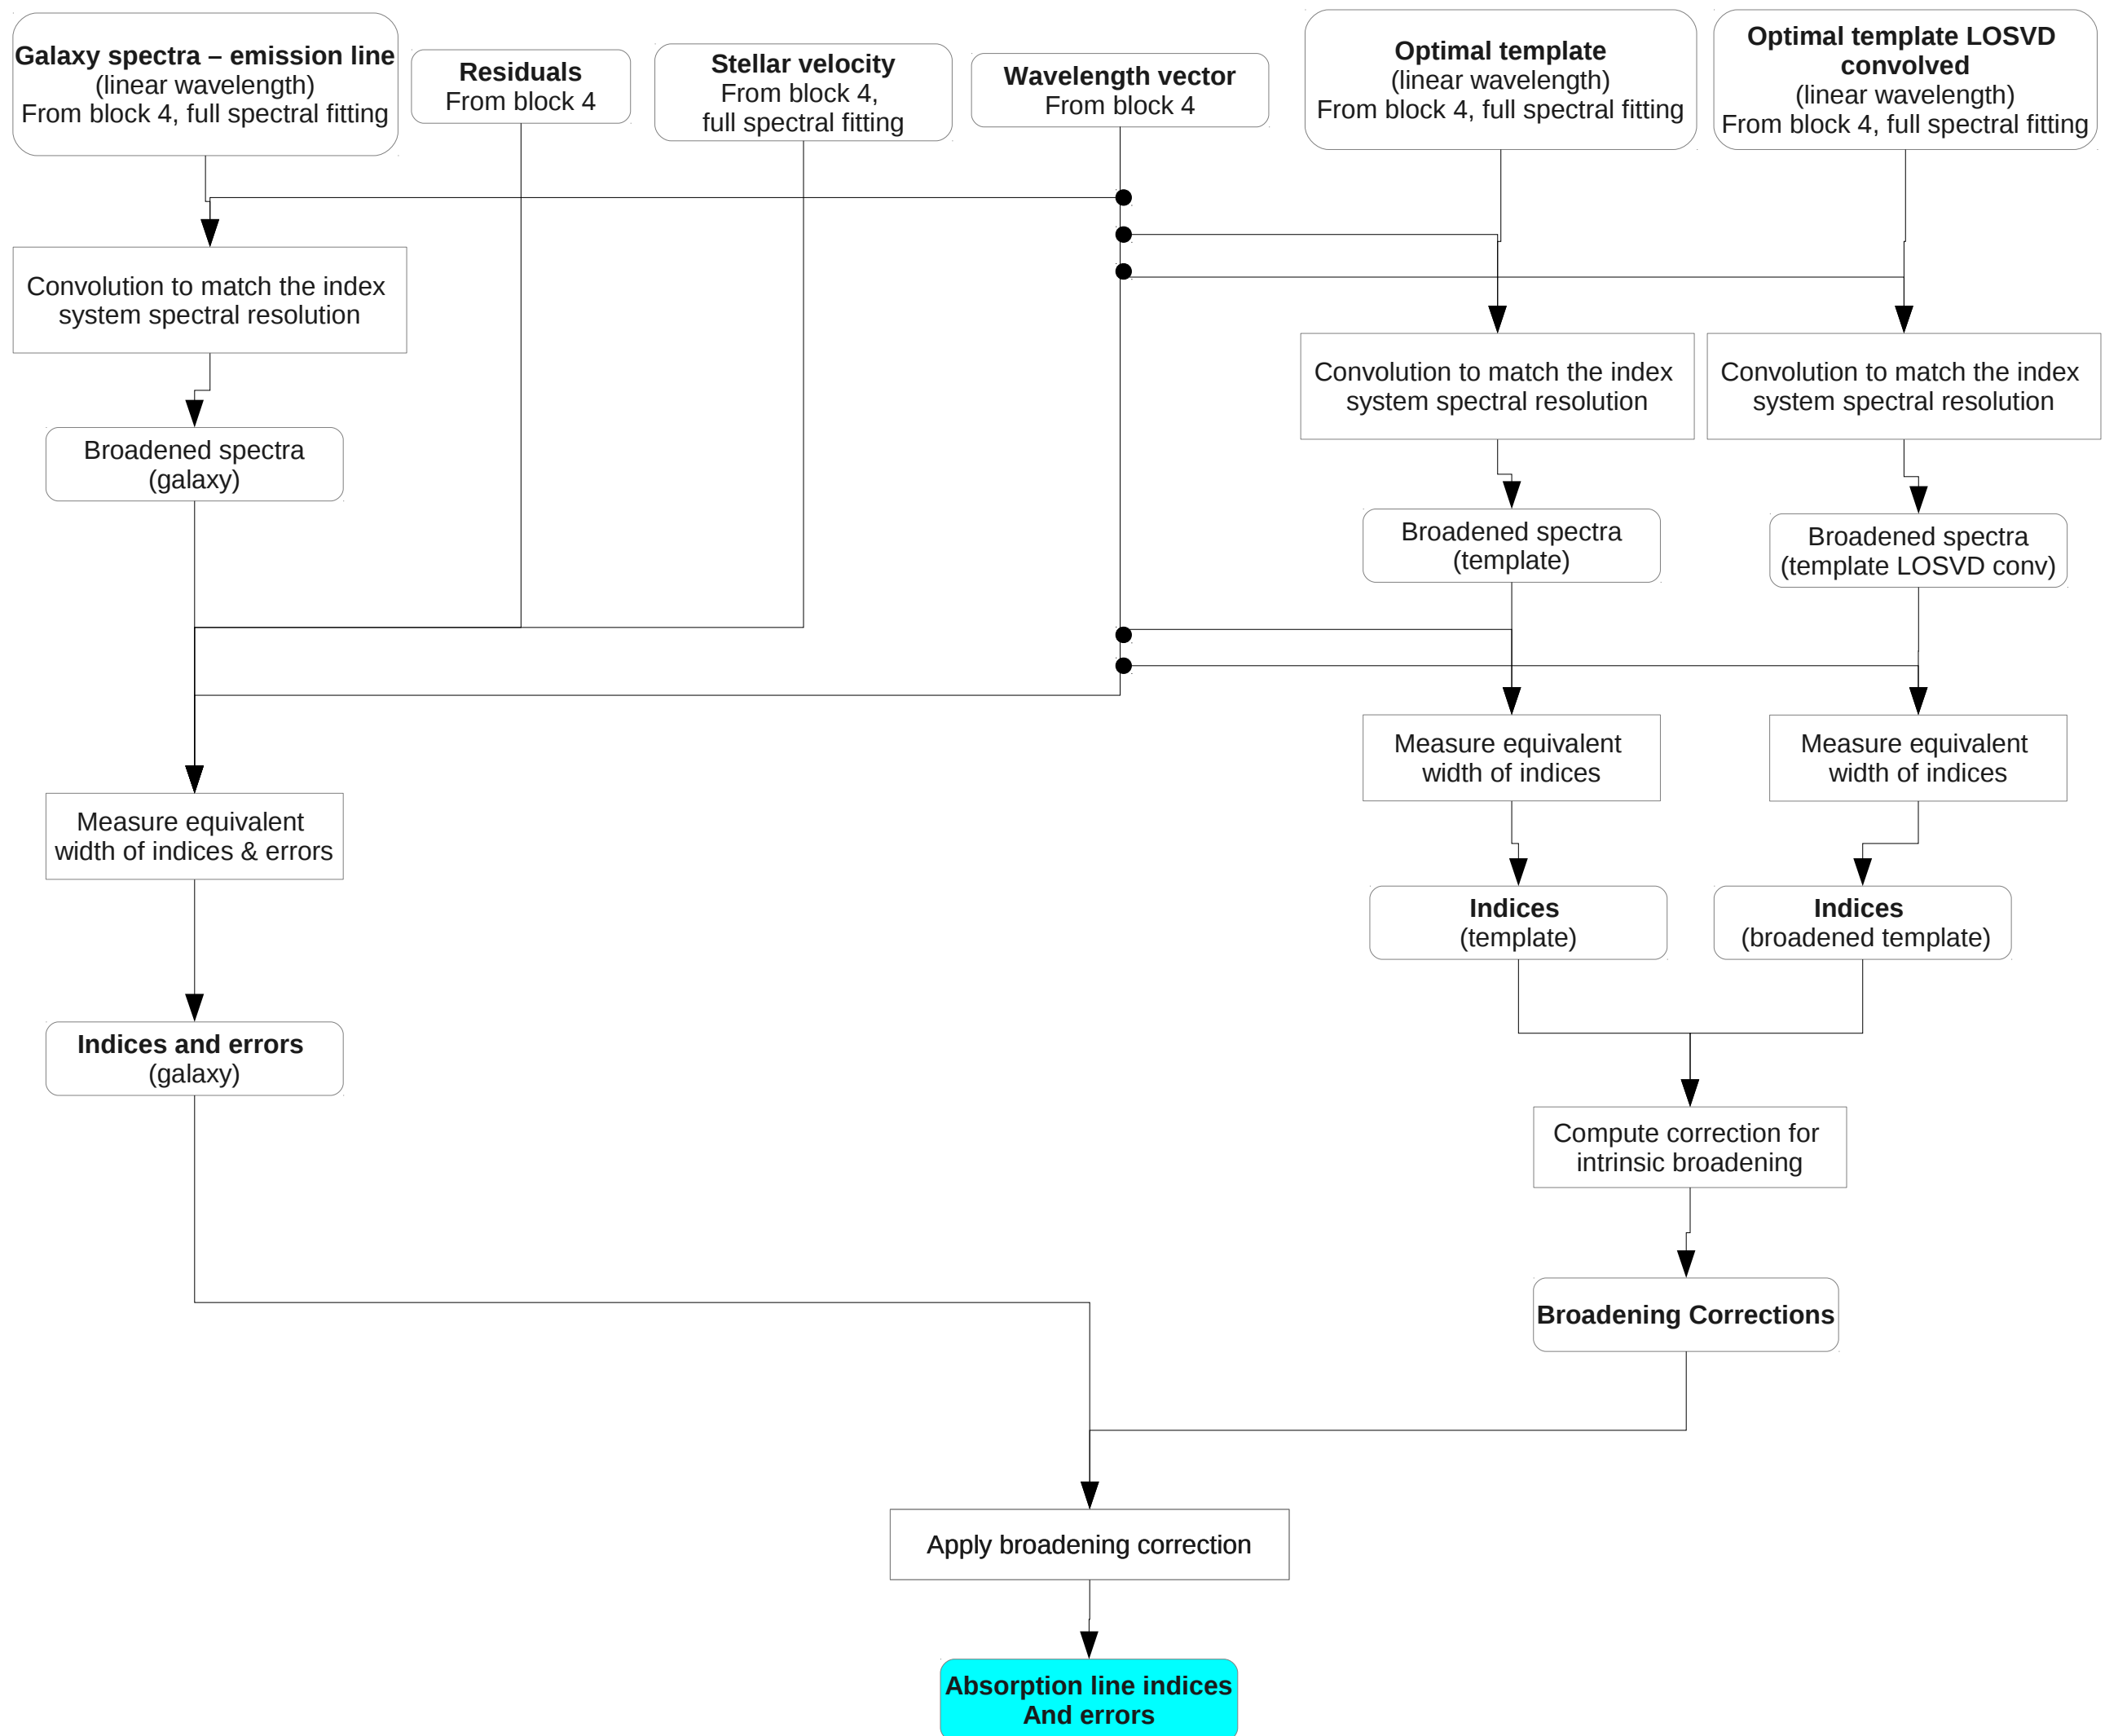 Galaxy spectra – emission line
(linear wavelength)
From block 4, full spectral fitting
Residuals
From block 4
Stellar velocity
From block 4,
full spectral fitting
Wavelength vector
From block 4
Optimal template
(linear wavelength)
From block 4, full spectral fitting
Optimal template LOSVD
convolved
(linear wavelength)
From block 4, full spectral fitting
Convolution to match the index
system spectral resolution
Convolution to match the index
system spectral resolution
Convolution to match the index
system spectral resolution
Broadened spectra
(galaxy)
Broadened spectra
(template)
Broadened spectra
(template LOSVD conv)
Measure equivalent
width of indices
Measure equivalent
width of indices
Measure equivalent
width of indices & errors
Indices
(template)
Indices
(broadened template)
Indices and errors
(galaxy)
Compute correction for
intrinsic broadening
Broadening Corrections
Apply broadening correction
Absorption line indices
And errors